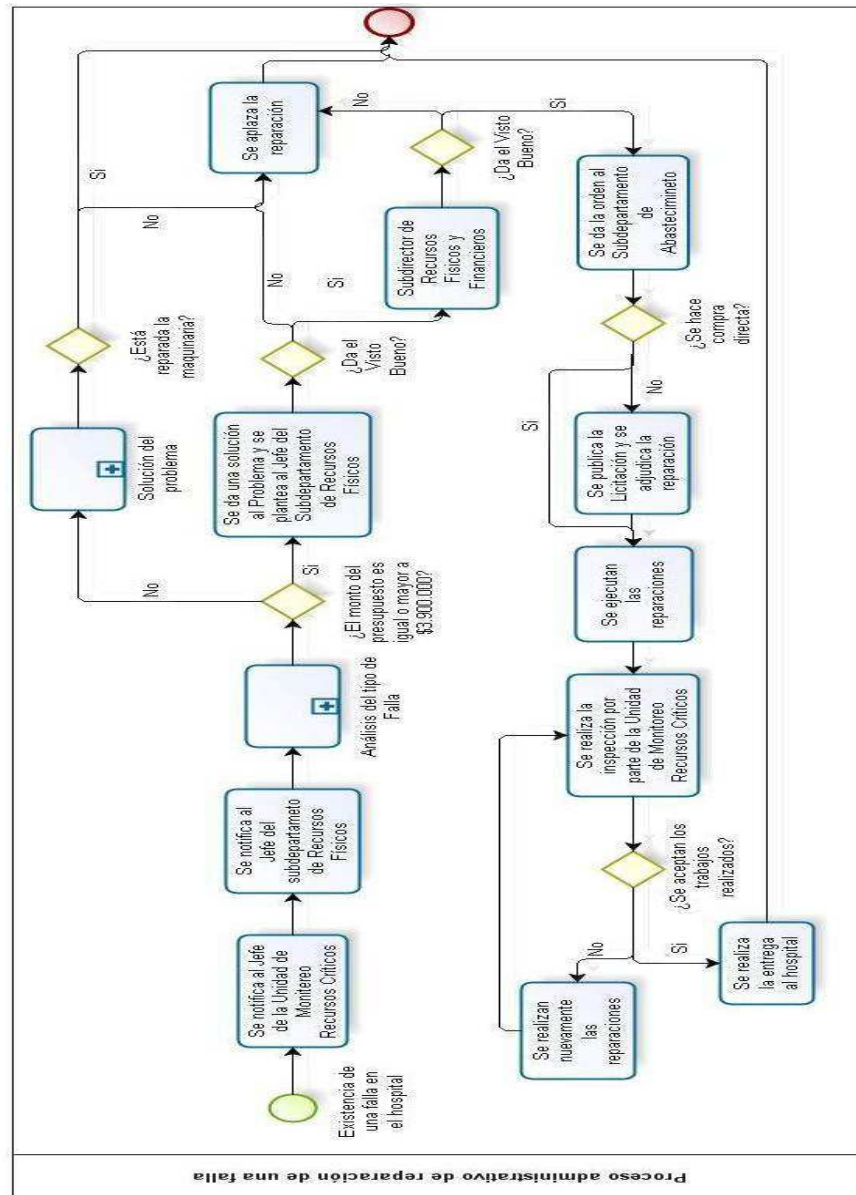 Proceso administrativo de reparación de una falla
Existencia de
una falla en
el hospital
Se notifica al Jefe
de la Unidad de
Monitereo
Recursos Críticos
Se notifica al
Jefe del
subdepartameto
de Recursos
Físicos
Análisis del tipo de
Falla
¿El monto del
presupuesto es
igual o mayor a
$3.900.000?
No
Si
Solución del
problema
¿Está
reparada la
maquinaria?
Si
No
Se da una solución
al Problema y se
plantea al Jefe del
Subdepartamento
de Recursos
Físicos
¿Da el
Visto
Bueno?
No
Si
Subdirector de
Recursos
Físicos y
Financieros
¿Da el Visto
Bueno?
No
Si
Se aplaza la
reparación
Se da la orden al
Subdepartamento
de
Abastecimineto
¿Se hace
compra
directa?
Si
No
Se publica la
Licitación y se
adjudica la
reparación
Se ejecutan
las
reparaciones
Se realiza la
inspección por
parte de la Unidad
de Monitoreo
Recursos Críticos
¿Se aceptan los
trabajos
realizados?
No
Si
Se realizan
nuevamente
las
reparaciones
Se realiza
la entrega
al hospital